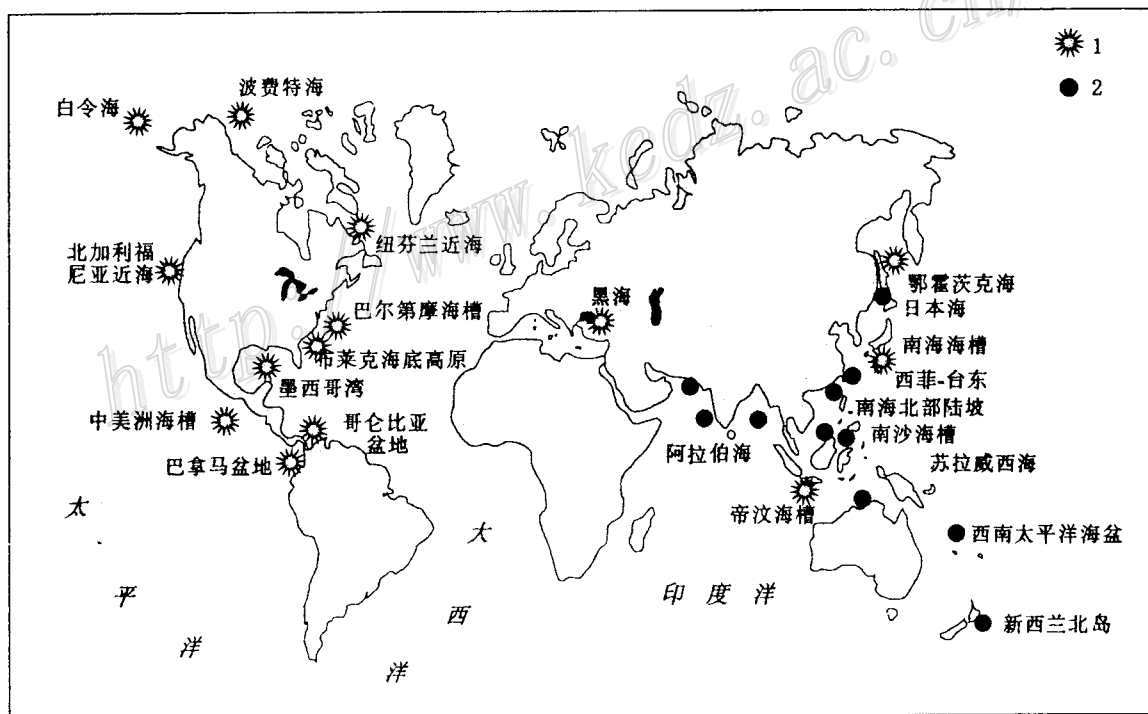 http://www.kcdz.ac.cn/
1
2
波费特海
白令海
纽芬兰近海
北加利福
尼亚近海
鄂霍茨克海
黑海
日本海
巴尔第摩海槽
南海海槽
布莱克海底高原
西菲-台东
墨西哥湾
南海北部陆坡
中美洲海槽
哥仑比亚
盆地
南沙海槽
阿拉伯海
巴拿马盆地
苏拉威西海
帝汶海槽
太
平
洋
大
西
洋
印度洋
西南太平洋海盆
新西兰北岛